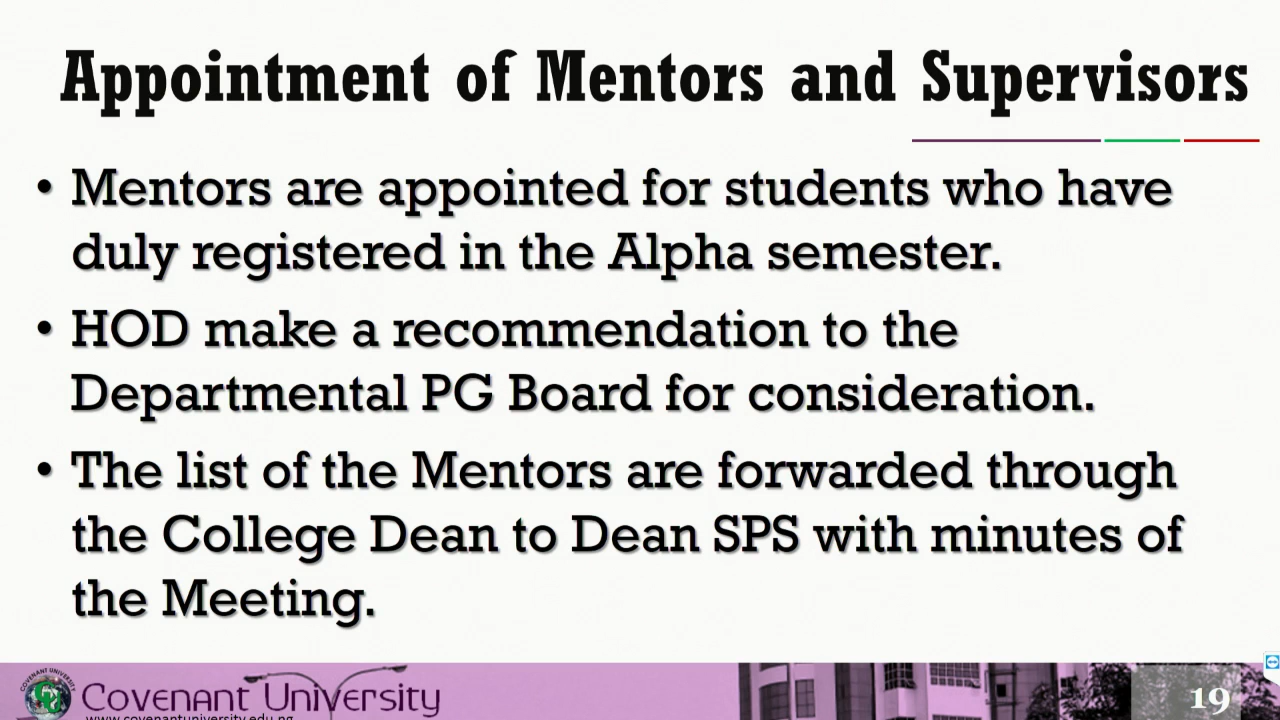 Appointment of Mentors and Supervisors
• Mentors are appointed for students who have
duly registered in the Alpha semester.
• HOD make a recommendation to the
Departmental PG Board for consideration.
• The list of the Mentors are forwarded through
the College Dean to Dean SPS with minutes of
the Meeting.
COVENANT UNIVERSITY
Covenant University
www.covenantuniversity.edu.ng
19